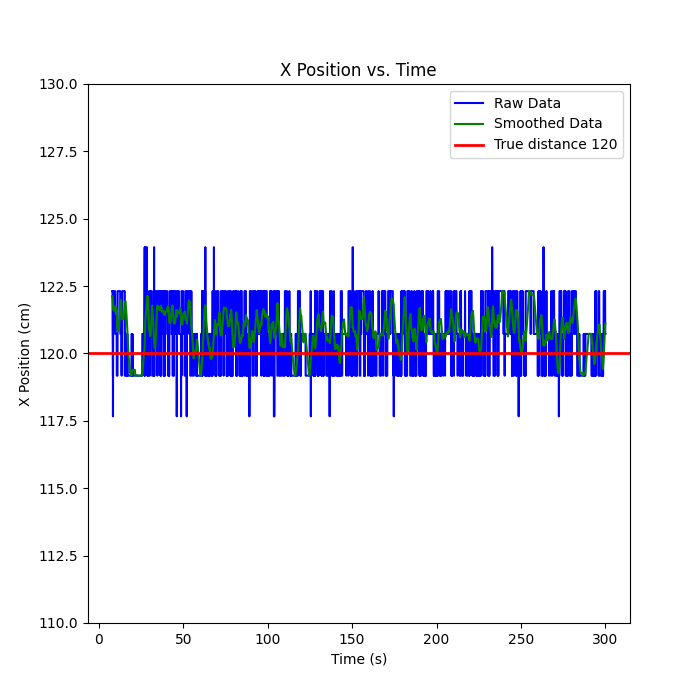 X Position vs. Time
Raw Data
Smoothed Data
True distance 120
130.0
127.5
125.0
122.5
120.0
117.5
115.0
112.5
110.0
X Position (cm)
0 50 100 150 200 250 300
Time (s)